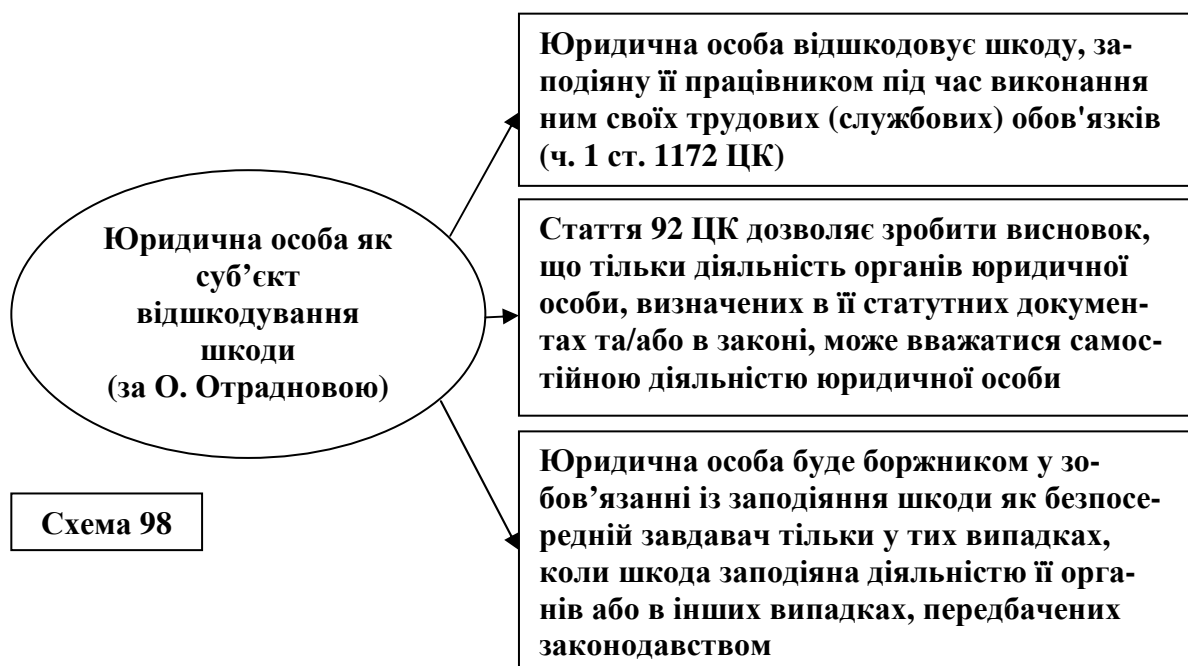 Юридична особа відшкодовує шкоду, за-
подіяну її працівником під час виконання
ним своїх трудових (службових) обов'язків
(ч. 1 ст. 1172 ЦК)
Юридична особа як
суб’єкт
відшкодування
шкоди
(за О. Отрадновою)
Стаття 92 ЦК дозволяє зробити висновок,
що тільки діяльність органів юридичної
особи, визначених в її статутних докумен-
тах та/або в законі, може вважатися самос-
тійною діяльністю юридичної особи
Юридична особа буде боржником у зо-
бов’язанні із заподіяння шкоди як безпосе-
редній завдавач тільки у тих випадках,
коли шкода заподіяна діяльністю її орга-
нів або в інших випадках, передбачених
законодавством
Схема 98